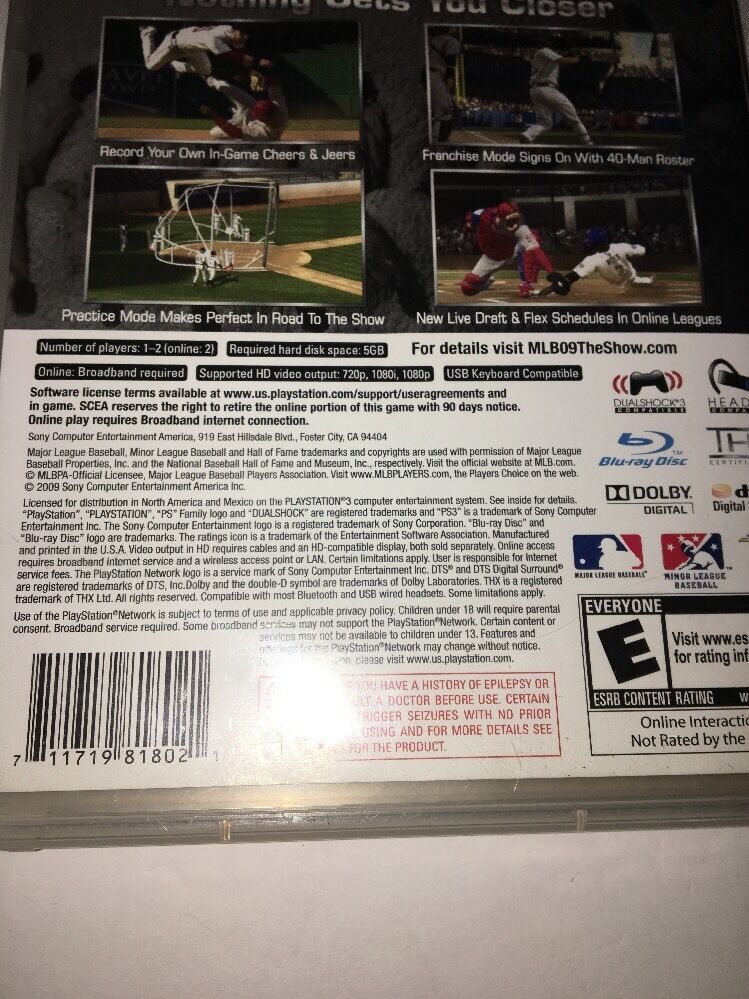 Nothing Gets You Closer
Record Your Own In-Game Cheers & Jeers
Franchise Mode Signs On With 40-Man Roster
Practice Mode Makes Perfect In Road To The Show
New Live Draft & Flex Schedules In Online Leagues
Number of players: 1–2 (online: 2) Required hard disk space: 5GB For details visit MLB09TheShow.com
Online: Broadband required Supported HD video output: 720p, 1080i, 1080p USB Keyboard Compatible
Software license terms available at www.us.playstation.com/support/useragreements and
in game. SCEA reserves the right to retire the online portion of this game with 90 days notice.
Online play requires Broadband internet connection.
Sony Computer Entertainment America, 919 East Hillsdale Blvd., Foster City, CA 94404
Major League Baseball, Minor League Baseball and Hall of Fame trademarks and copyrights are used with permission of Major League
Baseball Properties, Inc. and the National Baseball Hall of Fame and Museum, Inc., respectively. Visit the official website at MLB.com.
© MLBPA-Official Licensee, Major League Baseball Players Association. Visit www.MLBPLAYERS.com, the Players Choice on the web.
© 2009 Sony Computer Entertainment America Inc.
Licensed for distribution in North America and Mexico on the PLAYSTATION®3 computer entertainment system. See inside for details.
"PlayStation", "PLAYSTATION", "PS" Family logo and "DUALSHOCK" are registered trademarks and "PS3" is a trademark of Sony Computer
Entertainment Inc. The Sony Computer Entertainment logo is a registered trademark of Sony Corporation. "Blu-ray Disc" and
"Blu-ray Disc" logo are trademarks. The ratings icon is a trademark of the Entertainment Software Association. Manufactured
and printed in the U.S.A. Video output in HD requires cables and an HD-compatible display, both sold separately. Online access
requires broadband internet service and a wireless access point or LAN. Certain limitations apply. User is responsible for Internet
service fees. The PlayStation Network logo is a service mark of Sony Computer Entertainment Inc. DTS® and DTS Digital Surround®
are registered trademarks of DTS, Inc. Dolby and the double-D symbol are trademarks of Dolby Laboratories. THX is a registered
trademark of THX Ltd. All rights reserved. Compatible with most Bluetooth and USB wired headsets. Some limitations apply.
Use of the PlayStation®Network is subject to terms of use and applicable privacy policy. Children under 18 will require parental
consent. Broadband service required. Some broadband services may not support the PlayStation®Network. Certain content or
services may not be available to children under 13. Features and
offerings for the PlayStation®Network may change without notice.
please visit www.us.playstation.com.
YOU HAVE A HISTORY OF EPILEPSY OR
A DOCTOR BEFORE USE. CERTAIN
TRIGGER SEIZURES WITH NO PRIOR
USING AND FOR MORE DETAILS SEE
FOR THE PRODUCT.
7 11719 81802 1
DUALSHOCK®3
COMPATIBLE
HEAD
Blu-ray Disc
TH
CERTIFI
DOLBY
DIGITAL
d
Digital
MAJOR LEAGUE BASEBALL
MINOR LEAGUE
BASEBALL
EVERYONE
E
Visit www.es
for rating inf
ESRB CONTENT RATING W
Online Interactio
Not Rated by the